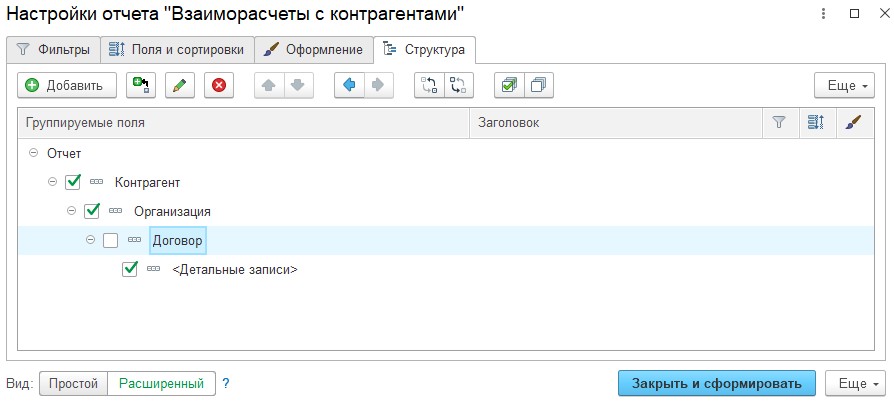 Настройки отчета "Взаиморасчеты с контрагентами"
Фильтры
Поля и сортировки
Оформление
Структура
Добавить
Еще
Группируемые поля
Заголовок
Отчет
Контрагент
Организация
Договор
<Детальные записи>
Вид: Простой Расширенный ?
Закрыть и сформировать
Еще